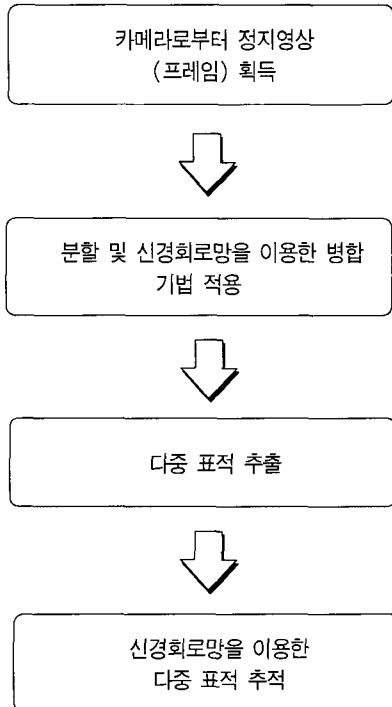 카메라로부터 정지영상
(프레임) 획득
분할 및 신경회로망을 이용한 병합
기법 적용
다중 표적 추출
신경회로망을 이용한
다중 표적 추적